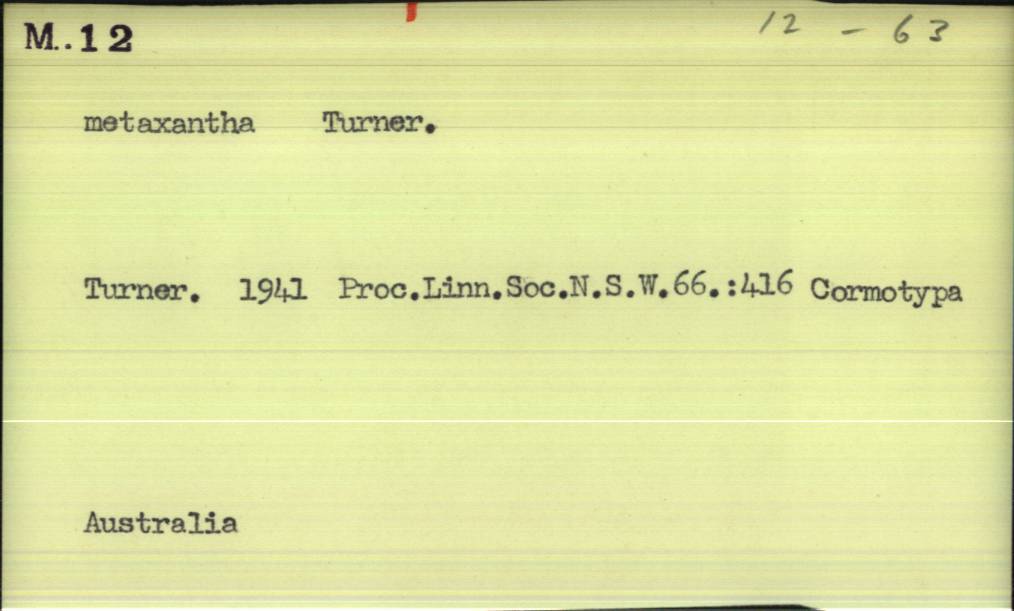 M.12 12 - 63
metaxantha Turner.
Turner. 1941 Proc.Linn.Soc.N.S.W.66.:416 Cormotypa
Australia